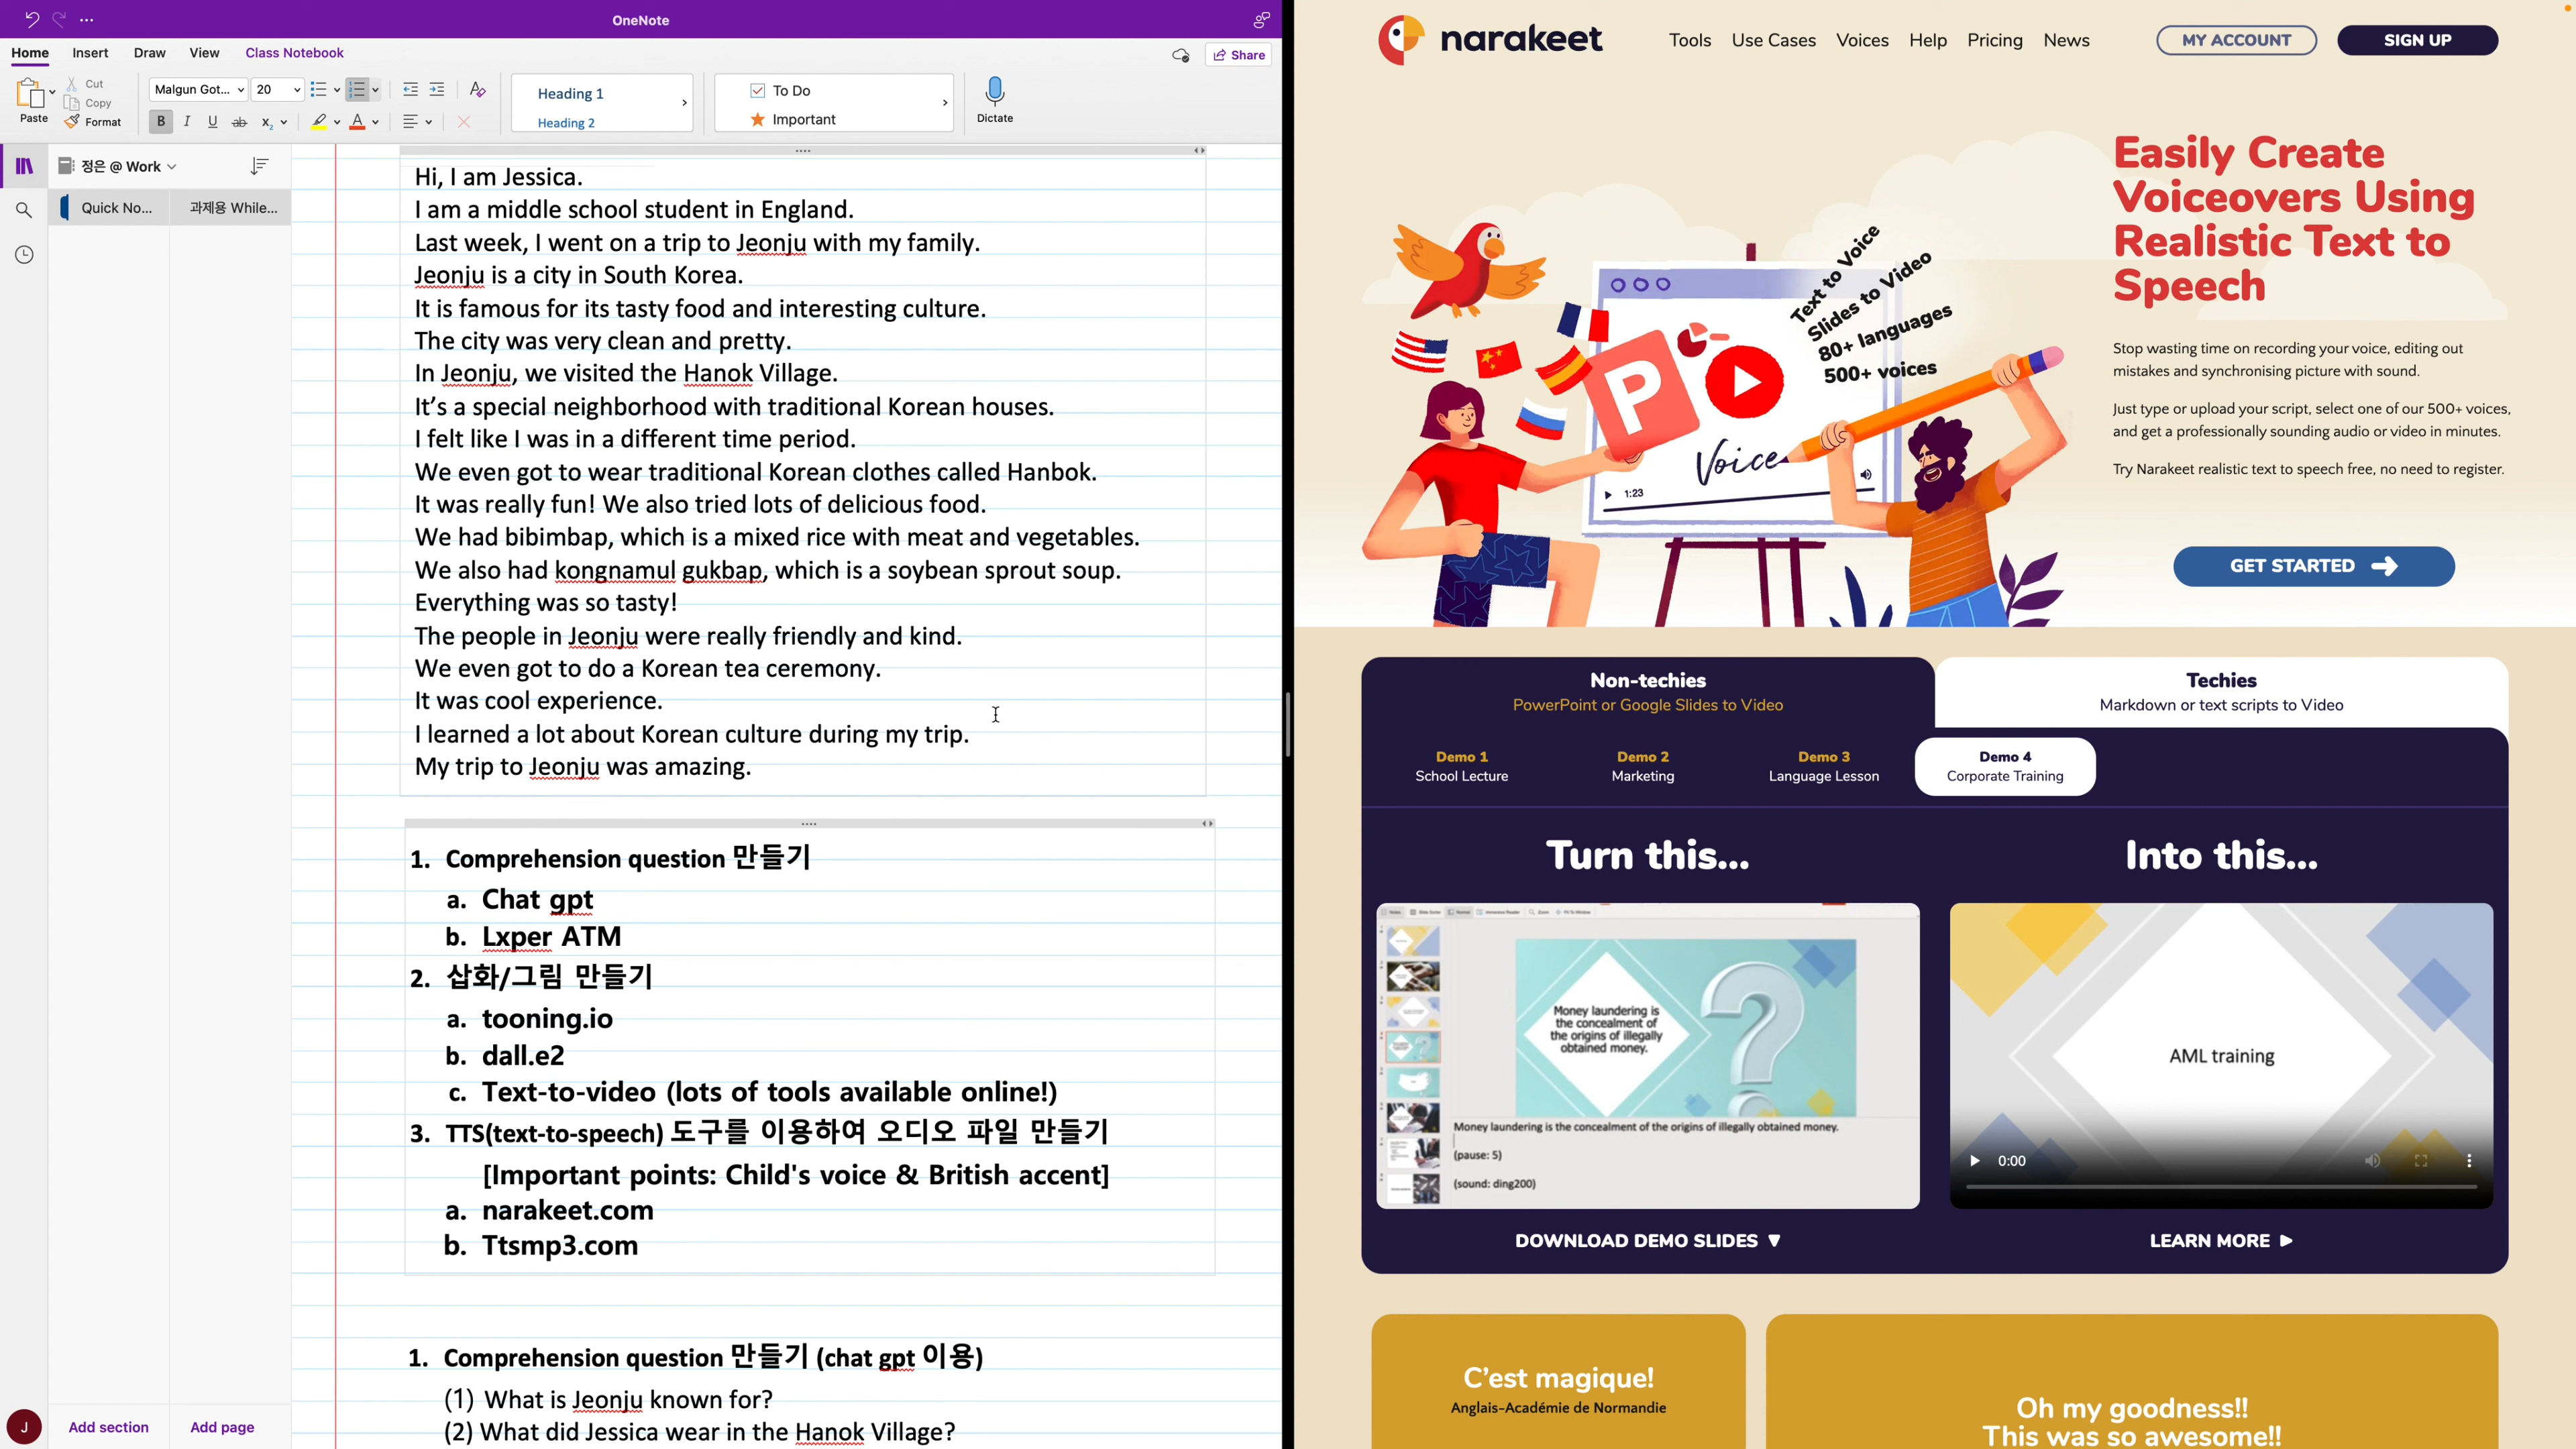 OneNote
Home Insert Draw View Class Notebook
Share
Paste
Cut
Copy
Format
Malgun Got... 20
B I U ab x₂ A
Heading 1
Heading 2
To Do
Important
Dictate
정은 @ Work
Quick No...
과제용 While...
Hi, I am Jessica.
I am a middle school student in England.
Last week, I went on a trip to Jeonju with my family.
Jeonju is a city in South Korea.
It is famous for its tasty food and interesting culture.
The city was very clean and pretty.
In Jeonju, we visited the Hanok Village.
It's a special neighborhood with traditional Korean houses.
I felt like I was in a different time period.
We even got to wear traditional Korean clothes called Hanbok.
It was really fun! We also tried lots of delicious food.
We had bibimbap, which is a mixed rice with meat and vegetables.
We also had kongnamul gukbap, which is a soybean sprout soup.
Everything was so tasty!
The people in Jeonju were really friendly and kind.
We even got to do a Korean tea ceremony.
It was cool experience.
I learned a lot about Korean culture during my trip.
My trip to Jeonju was amazing.
1. Comprehension question 만들기
a. Chat gpt
b. Lxper ATM
2. 삽화/그림 만들기
a. tooning.io
b. dall.e2
c. Text-to-video (lots of tools available online!)
3. TTS(text-to-speech) 도구를 이용하여 오디오 파일 만들기
[Important points: Child's voice & British accent]
a. narakeet.com
b. Ttsmp3.com
1. Comprehension question 만들기 (chat gpt 이용)
(1) What is Jeonju known for?
(2) What did Jessica wear in the Hanok Village?
J
Add section
Add page
narakeet
Tools Use Cases Voices Help Pricing News
MY ACCOUNT
SIGN UP
Text to Voice
Slides to Video
80+ languages
500+ voices
P
Voice
1:23
Easily Create
Voiceovers Using
Realistic Text to
Speech
Stop wasting time on recording your voice, editing out
mistakes and synchronising picture with sound.
Just type or upload your script, select one of our 500+ voices,
and get a professionally sounding audio or video in minutes.
Try Narakeet realistic text to speech free, no need to register.
GET STARTED
Non-techies
PowerPoint or Google Slides to Video
Techies
Markdown or text scripts to Video
Demo 1
School Lecture
Demo 2
Marketing
Demo 3
Language Lesson
Demo 4
Corporate Training
Turn this...
Into this...
Money laundering is
the concealment of
the origins of illegally
obtained money.
Money laundering is the concealment of the origins of illegally obtained money.
(pause: 5)
(sound: ding200)
AML training
0:00
DOWNLOAD DEMO SLIDES
LEARN MORE
C'est magique!
Anglais-Académie de Normandie
Oh my goodness!!
This was so awesome!!